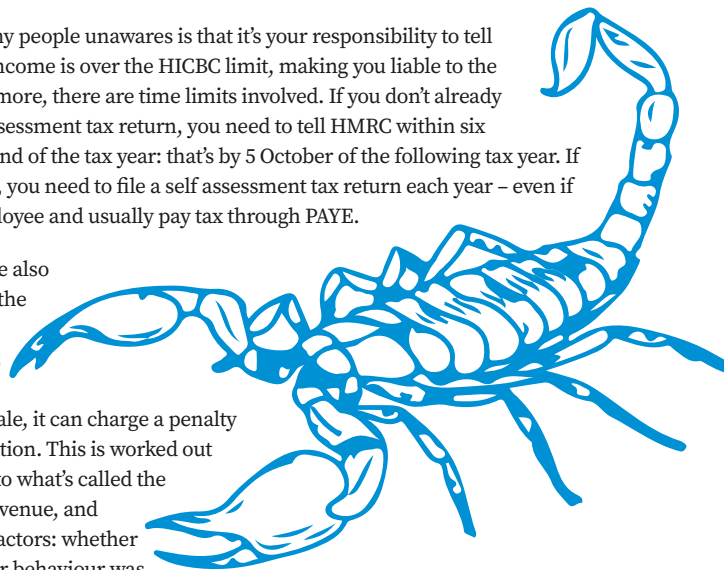 ny people unawares is that it's your responsibility to tell
ncome is over the HICBC limit, making you liable to the
more, there are time limits involved. If you don't already
ssessment tax return, you need to tell HMRC within six
nd of the tax year: that's by 5 October of the following tax year. If
, you need to file a self assessment tax return each year – even if
loyee and usually pay tax through PAYE.
e also
the
ale, it can charge a penalty
tion. This is worked out
to what's called the
venue, and
actors: whether
r behaviour was